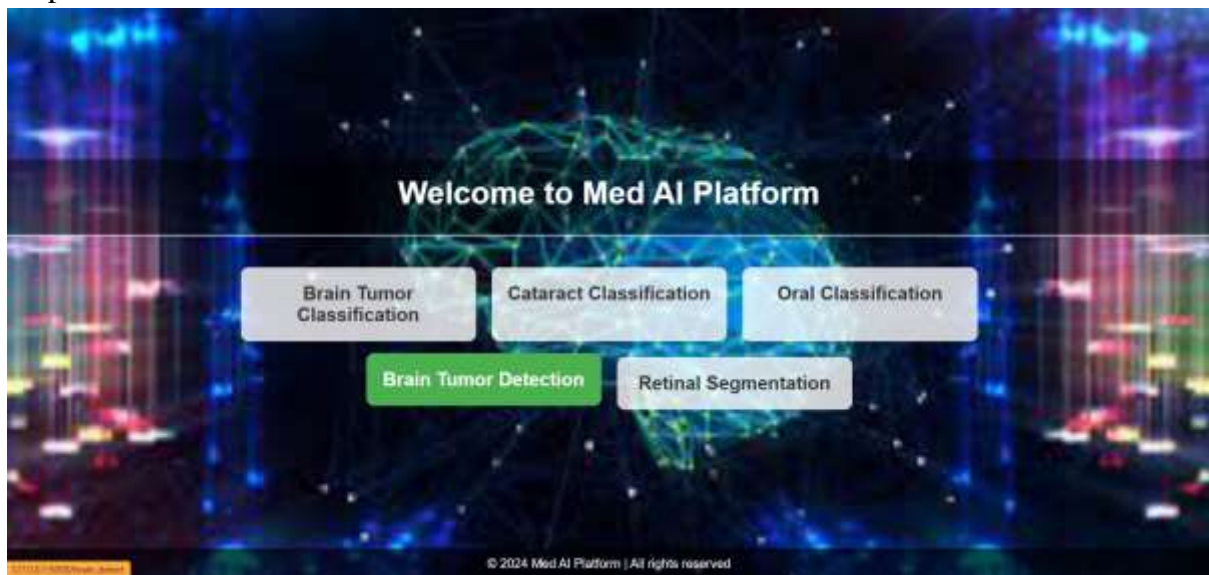 Welcome to Med AI Platform
Brain Tumor
Classification
Cataract Classification
Oral Classification
Brain Tumor Detection
Retinal Segmentation
© 2024 Med AI Platform | All rights reserved